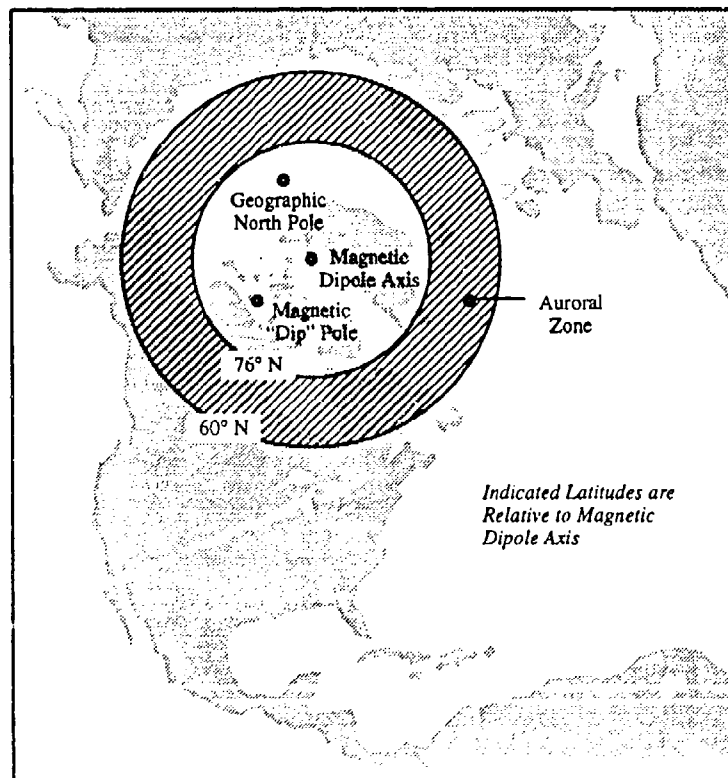 Geographic
North Pole
Magnetic
Dipole Axis
Magnetic
"Dip" Pole
Auroral
Zone
76° N
60° N
Indicated Latitudes are
Relative to Magnetic
Dipole Axis